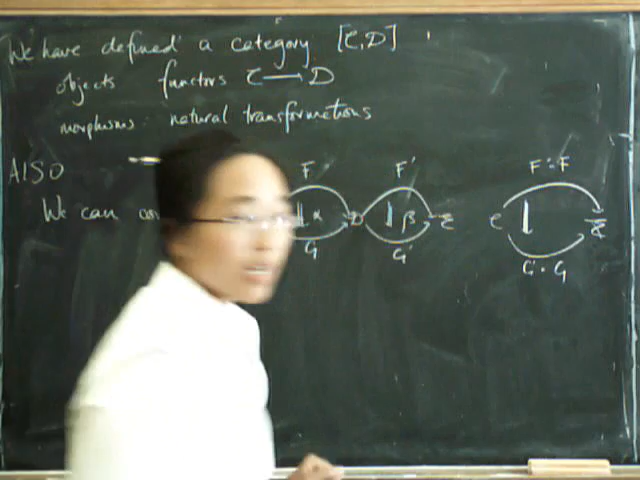 We have defined a category [C,D]
objects functors C → D
morphisms natural transformations
ALSO
We can
F F' F'∘F
α D β E C E
G G' G'∘G